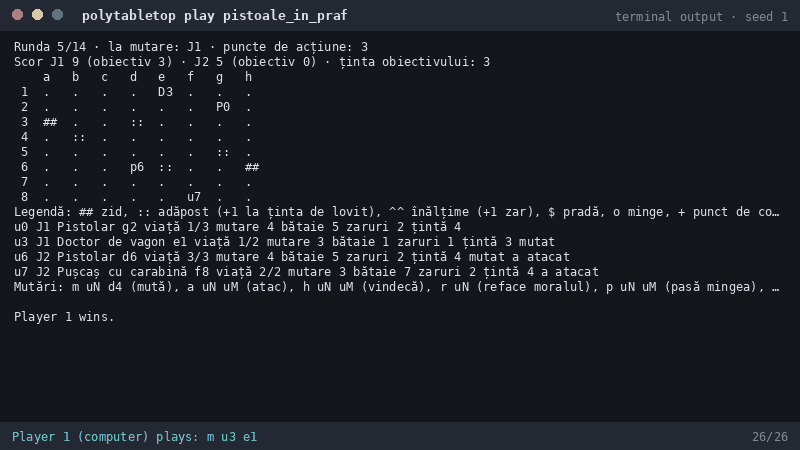 polytabletop play pistoale_in_praf
terminal output · seed 1
Runda 5/14 · la mutare: J1 · puncte de acțiune: 3
Scor J1 9 (obiectiv 3) · J2 5 (obiectiv 0) · ținta obiectivului: 3
a b c d e f g h
1 . . . . D3 . . .
2 . . . . . . P0 .
3 ## . . :: . . . .
4 . :: . . . . . .
5 . . . . . . :: .
6 . . . p6 :: . . ##
7 . . . . . . . .
8 . . . . . u7 . .
Legendă: ## zid, :: adăpost (+1 la ținta de lovit), ^^ înălțime (+1 zar), $ pradă, o minge, + punct de co…
u0 J1 Pistolar g2 viață 1/3 mutare 4 bătaie 5 zaruri 2 țintă 4
u3 J1 Doctor de vagon e1 viață 1/2 mutare 3 bătaie 1 zaruri 1 țintă 3 mutat
u6 J2 Pistolar d6 viață 3/3 mutare 4 bătaie 5 zaruri 2 țintă 4 mutat a atacat
u7 J2 Pușcaș cu carabină f8 viață 2/2 mutare 3 bătaie 7 zaruri 2 țintă 4 a atacat
Mutări: m uN d4 (mută), a uN uM (atac), h uN uM (vindecă), r uN (reface moralul), p uN uM (pasă mingea), …
Player 1 wins.
Player 1 (computer) plays: m u3 e1
26/26